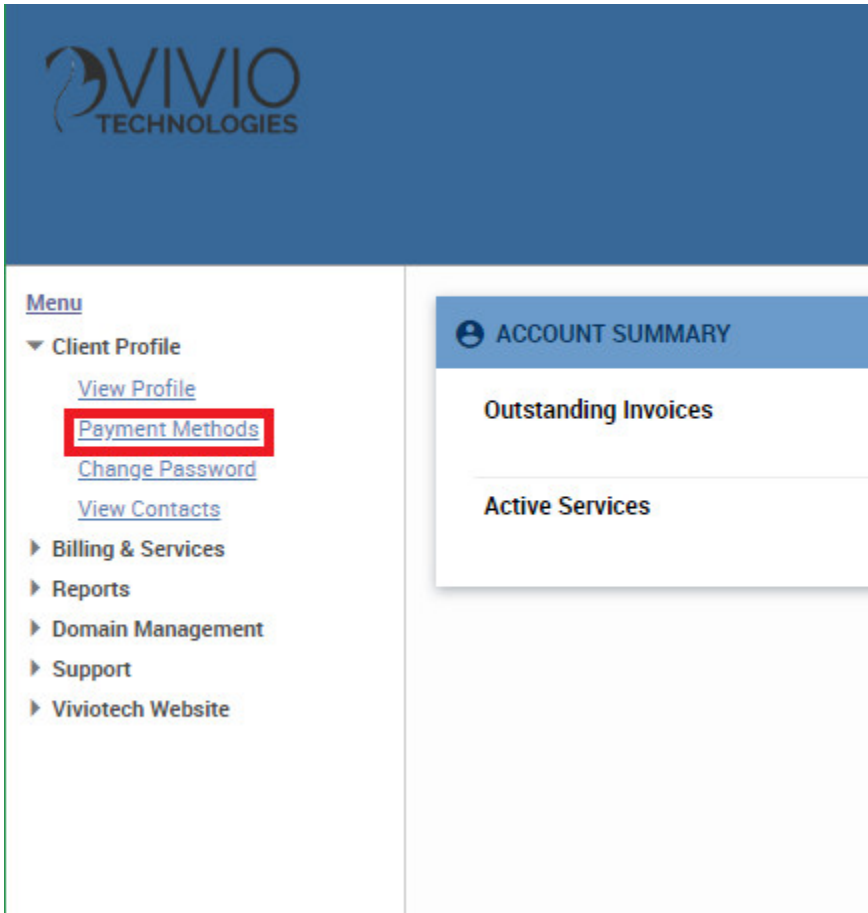 VIVIO
TECHNOLOGIES
Menu
Client Profile
View Profile
Payment Methods
Change Password
View Contacts
Billing & Services
Reports
Domain Management
Support
Viviotech Website
ACCOUNT SUMMARY
Outstanding Invoices
Active Services